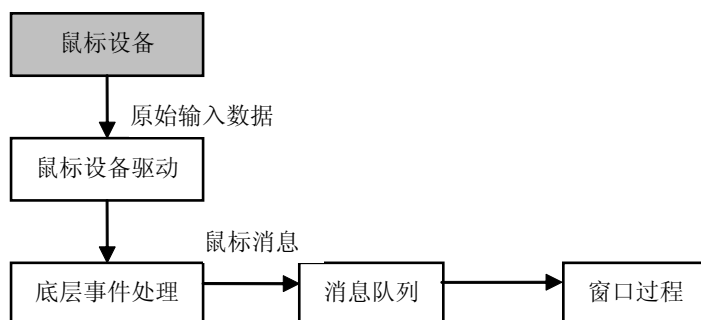 鼠标设备
原始输入数据
鼠标设备驱动
鼠标消息
底层事件处理
消息队列
窗口过程